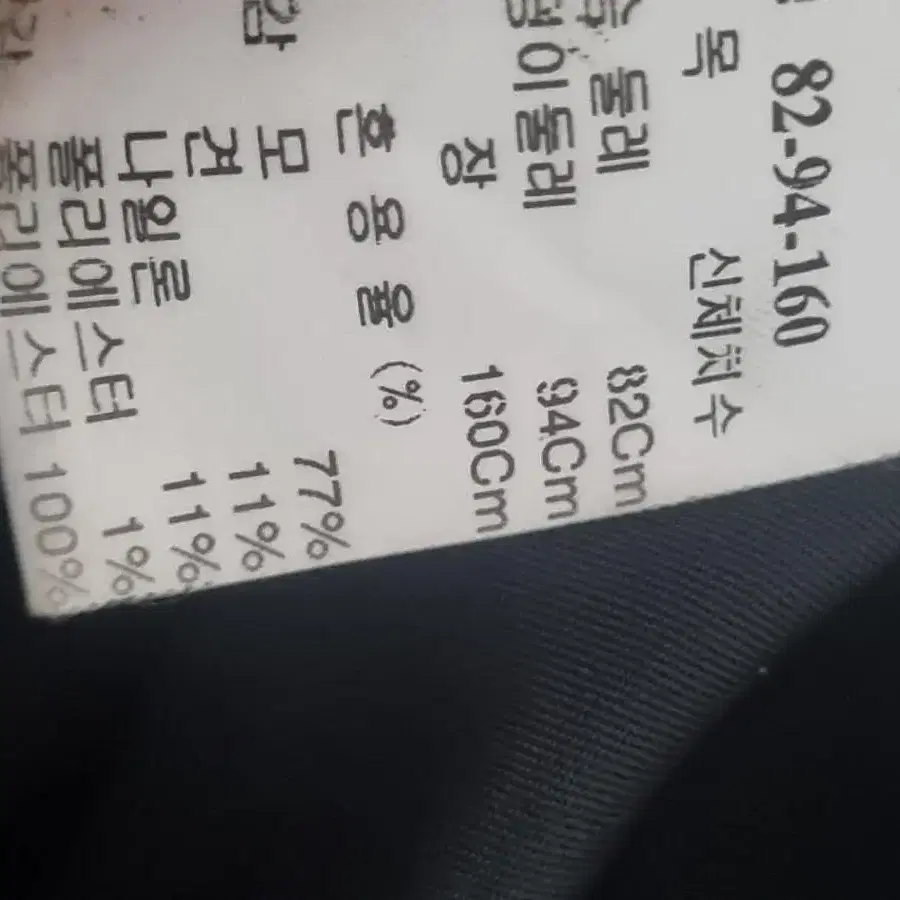 82-94-160
목 신체치수
둘레 82Cm
덩이둘레 94Cm
장 160Cm
혼 용 율 (%)
감
모 77%
견 11%
나일론 11%
폴리에스터 1%
폴리에스터 100%